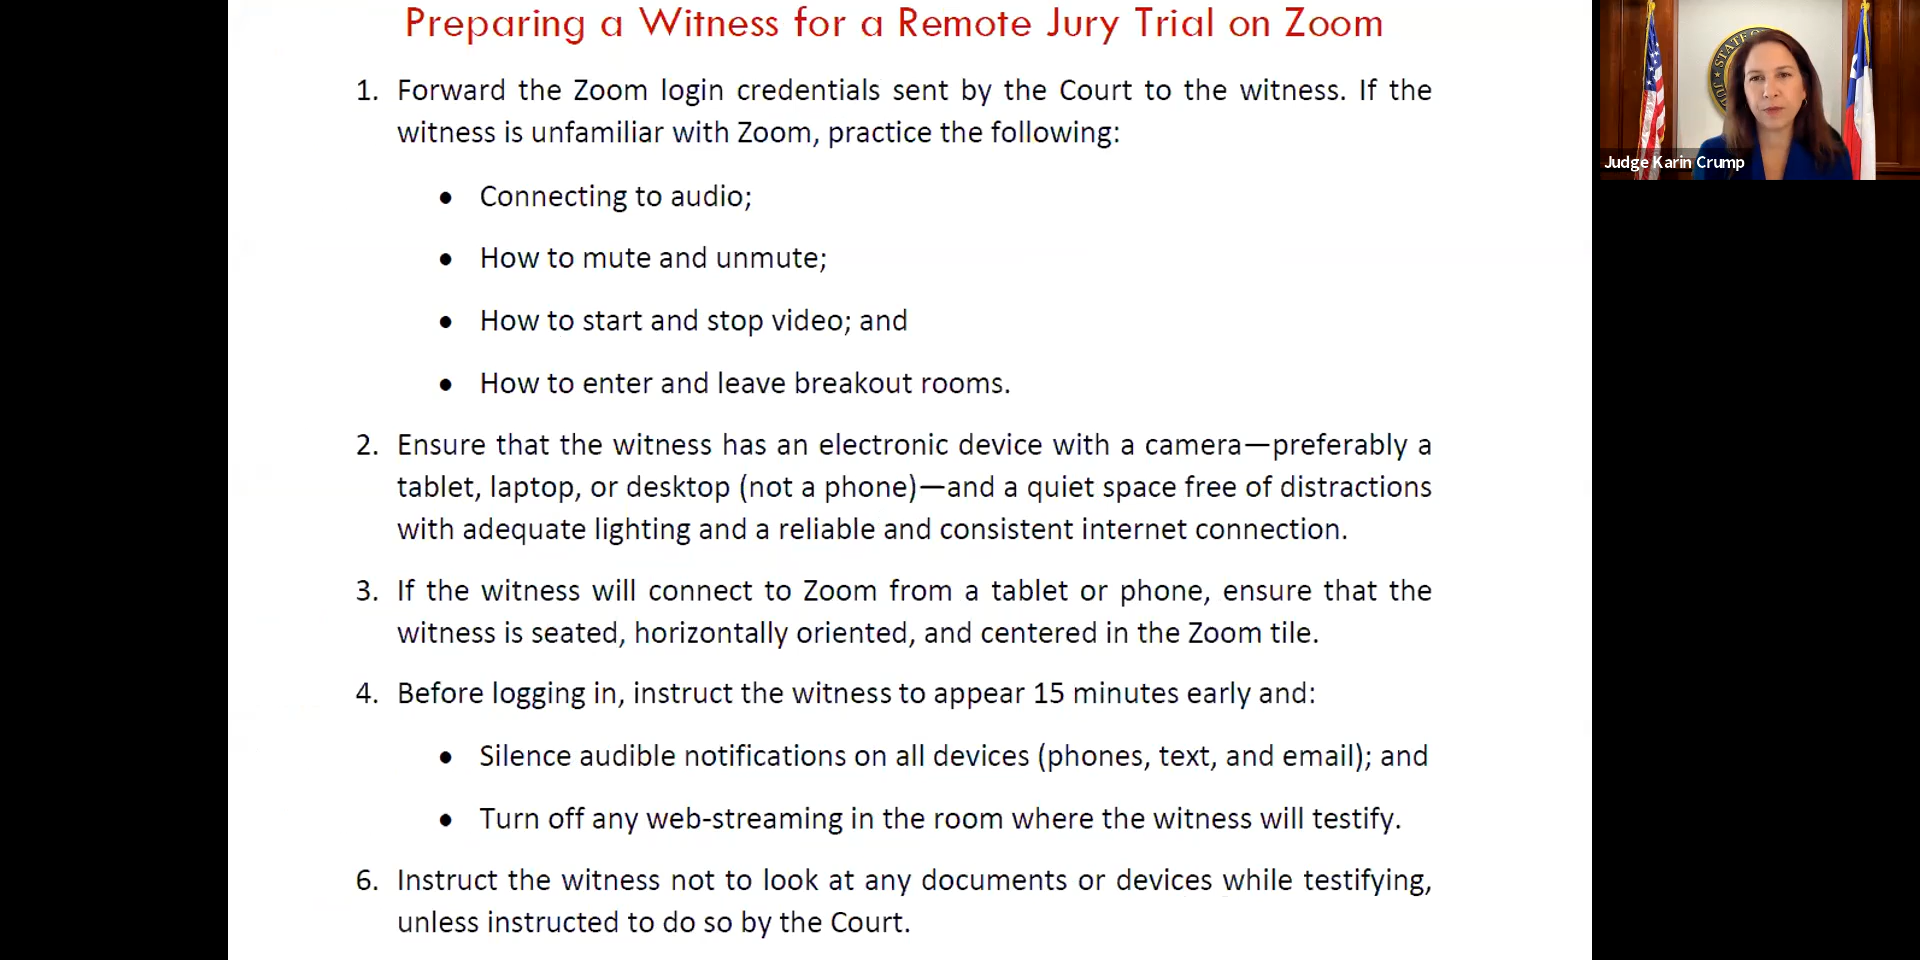 Preparing a Witness for a Remote Jury Trial on Zoom
1. Forward the Zoom login credentials sent by the Court to the witness. If the
witness is unfamiliar with Zoom, practice the following:
• Connecting to audio;
• How to mute and unmute;
• How to start and stop video; and
• How to enter and leave breakout rooms.
2. Ensure that the witness has an electronic device with a camera—preferably a
tablet, laptop, or desktop (not a phone)—and a quiet space free of distractions
with adequate lighting and a reliable and consistent internet connection.
3. If the witness will connect to Zoom from a tablet or phone, ensure that the
witness is seated, horizontally oriented, and centered in the Zoom tile.
4. Before logging in, instruct the witness to appear 15 minutes early and:
• Silence audible notifications on all devices (phones, text, and email); and
• Turn off any web-streaming in the room where the witness will testify.
6. Instruct the witness not to look at any documents or devices while testifying,
unless instructed to do so by the Court.
STATE
Judge Karin Crump